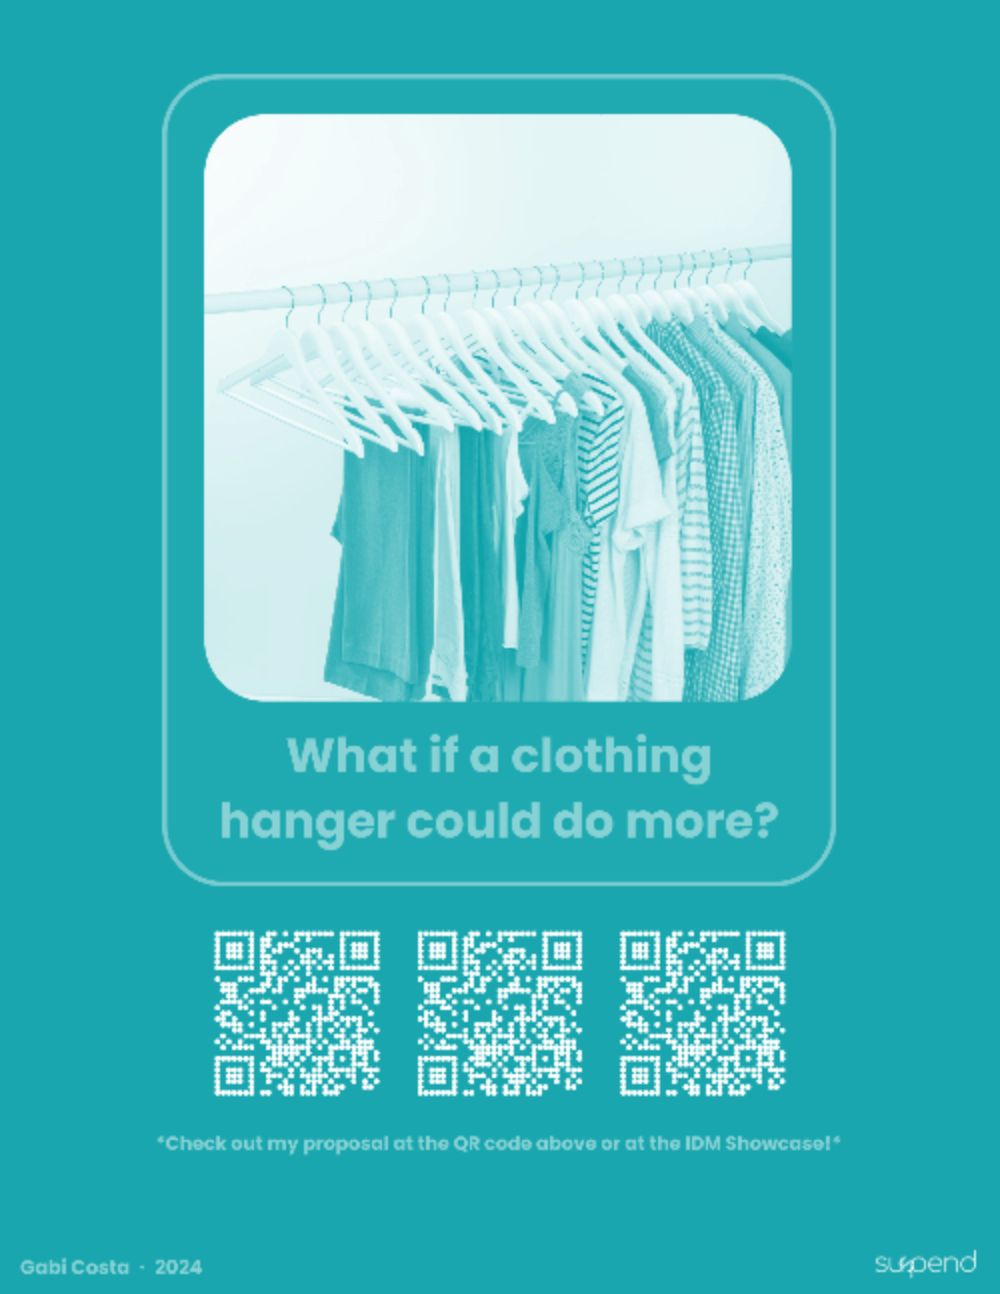 What if a clothing
hanger could do more?
*Check out my proposal at the QR code above or at the IDM Showcase!*
Gabi Costa · 2024
suspend